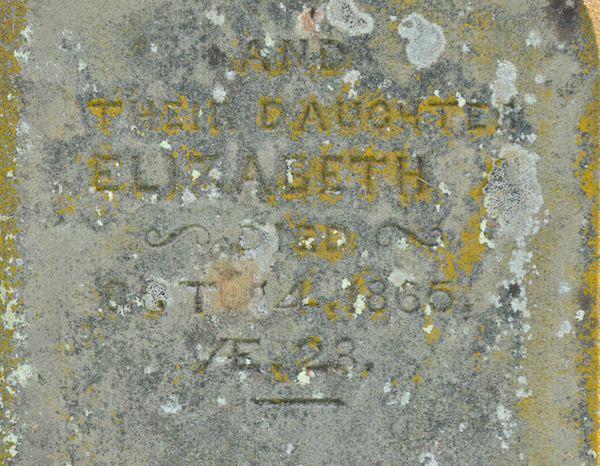 AND
THEIR DAUGHTER
ELIZABETH
DIED
OCT. 14, 1865,
Æ. 23.